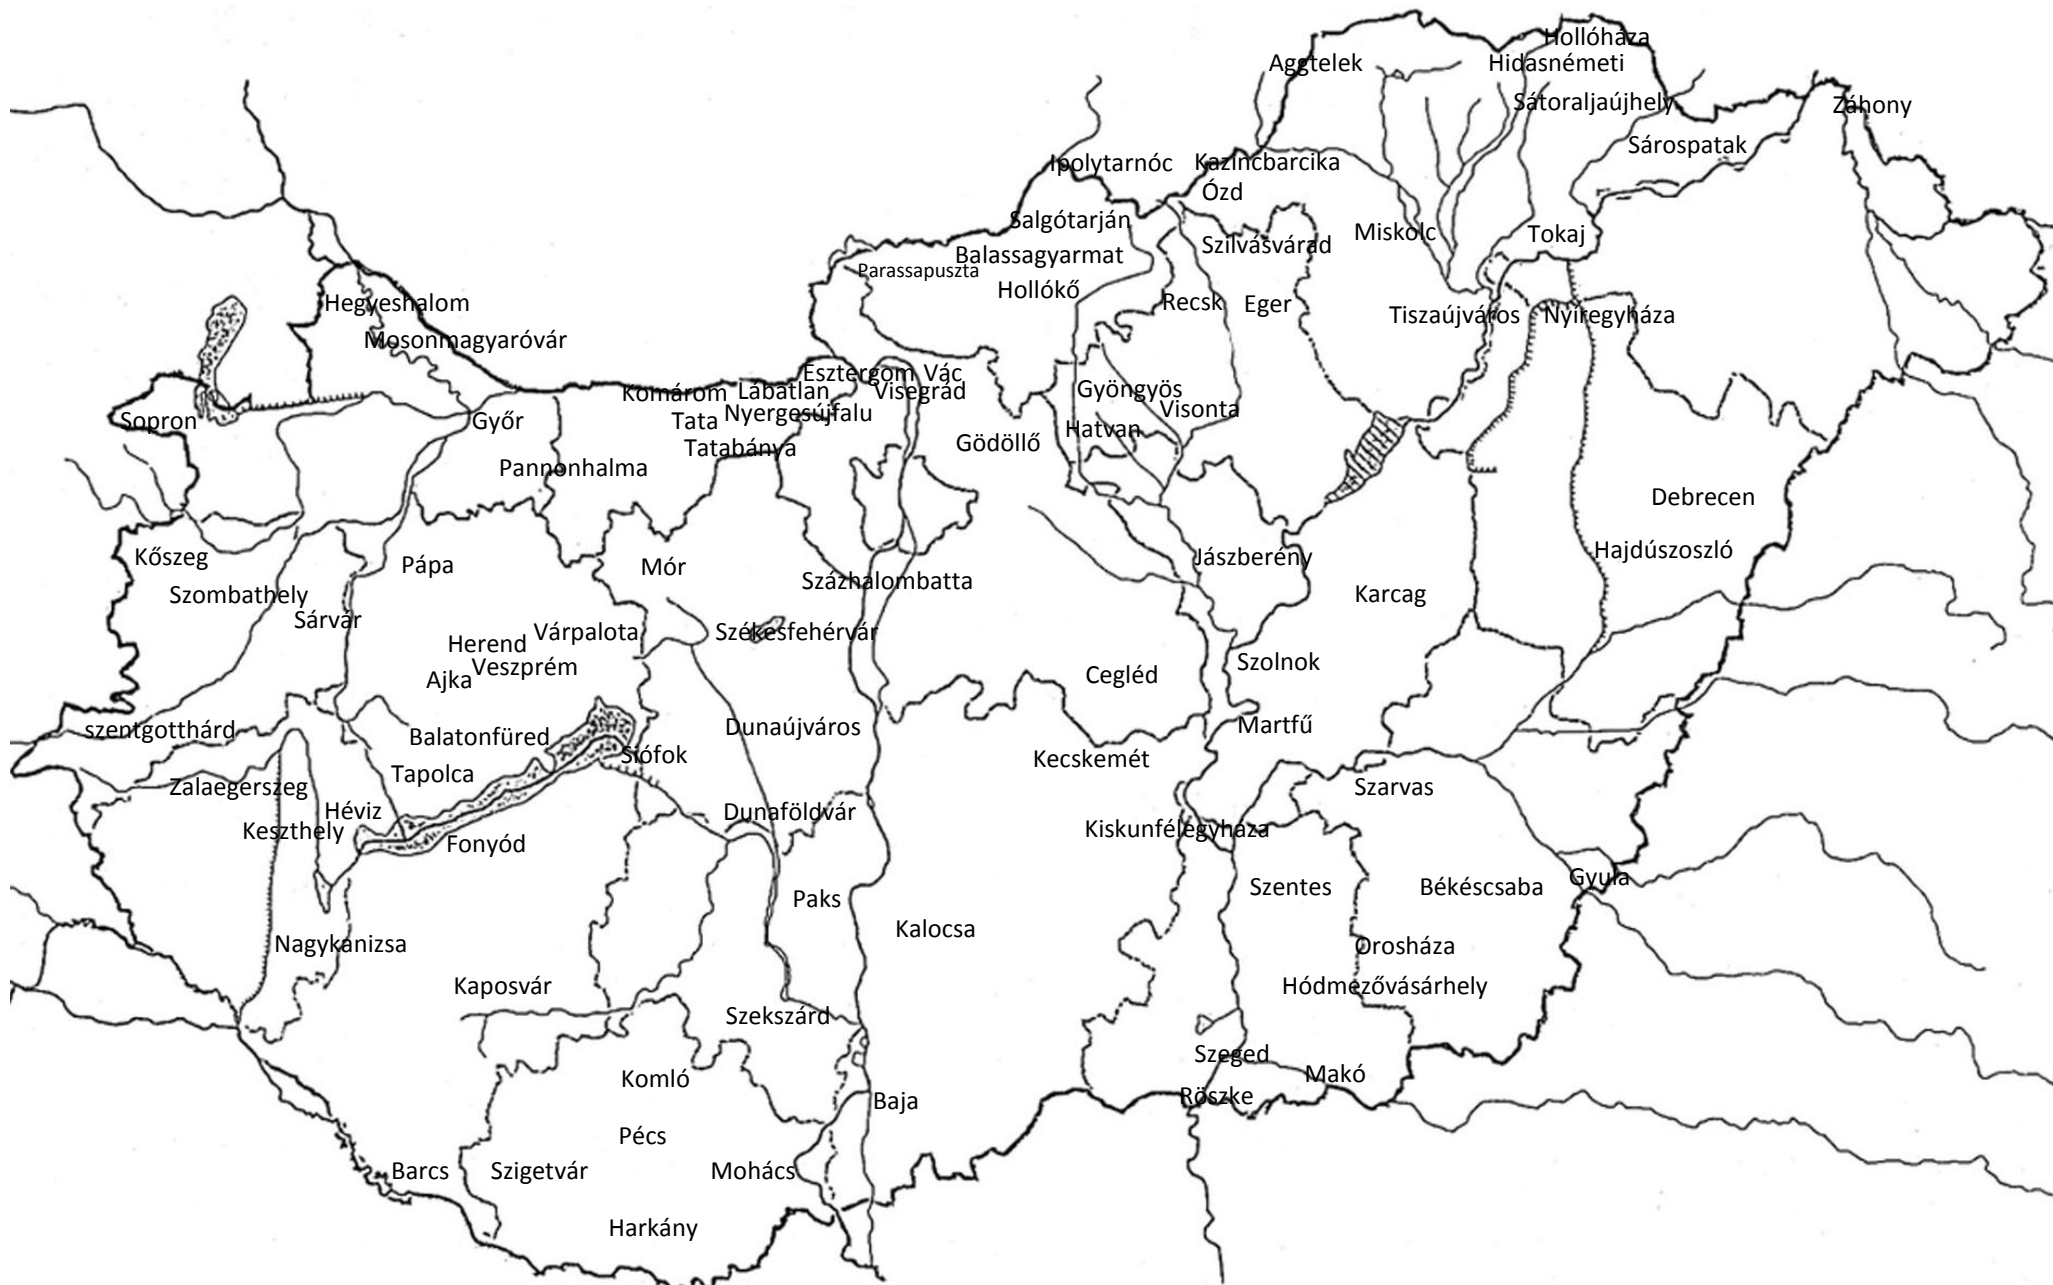 Hollóháza
Aggtelek
Hidasnémeti
Sátoraljaújhely
Záhony
Sárospatak
Ipolytarnóc
Kazincbarcika
Ózd
Salgótarján
Szilvásvárad
Miskolc
Tokaj
Balassagyarmat
Parassapuszta
Hollókő
Hegyeshalom
Recsk
Eger
Tiszaújváros
Nyíregyháza
Mosonmagyaróvár
Esztergom
Vác
Komárom
Lábatlan
Visegrád
Gyöngyös
Visonta
Sopron
Győr
Tata
Nyergesújfalu
Hatvan
Gödöllő
Tatabánya
Pannonhalma
Debrecen
Kőszeg
Pápa
Mór
Jászberény
Hajdúszoszló
Százhalombatta
Szombathely
Karcag
Sárvár
Várpalota
Székesfehérvár
Herend
Veszprém
Szolnok
Ajka
Cegléd
szentgotthárd
Balatonfüred
Dunaújváros
Martfű
Siófok
Kecskemét
Tapolca
Zalaegerszeg
Szarvas
Héviz
Dunaföldvár
Keszthely
Kiskunfélegyháza
Fonyód
Gyula
Szentes
Békéscsaba
Paks
Kalocsa
Nagykanizsa
Orosháza
Kaposvár
Hódmezővásárhely
Szekszárd
Szeged
Komló
Makó
Röszke
Baja
Pécs
Barcs
Szigetvár
Mohács
Harkány